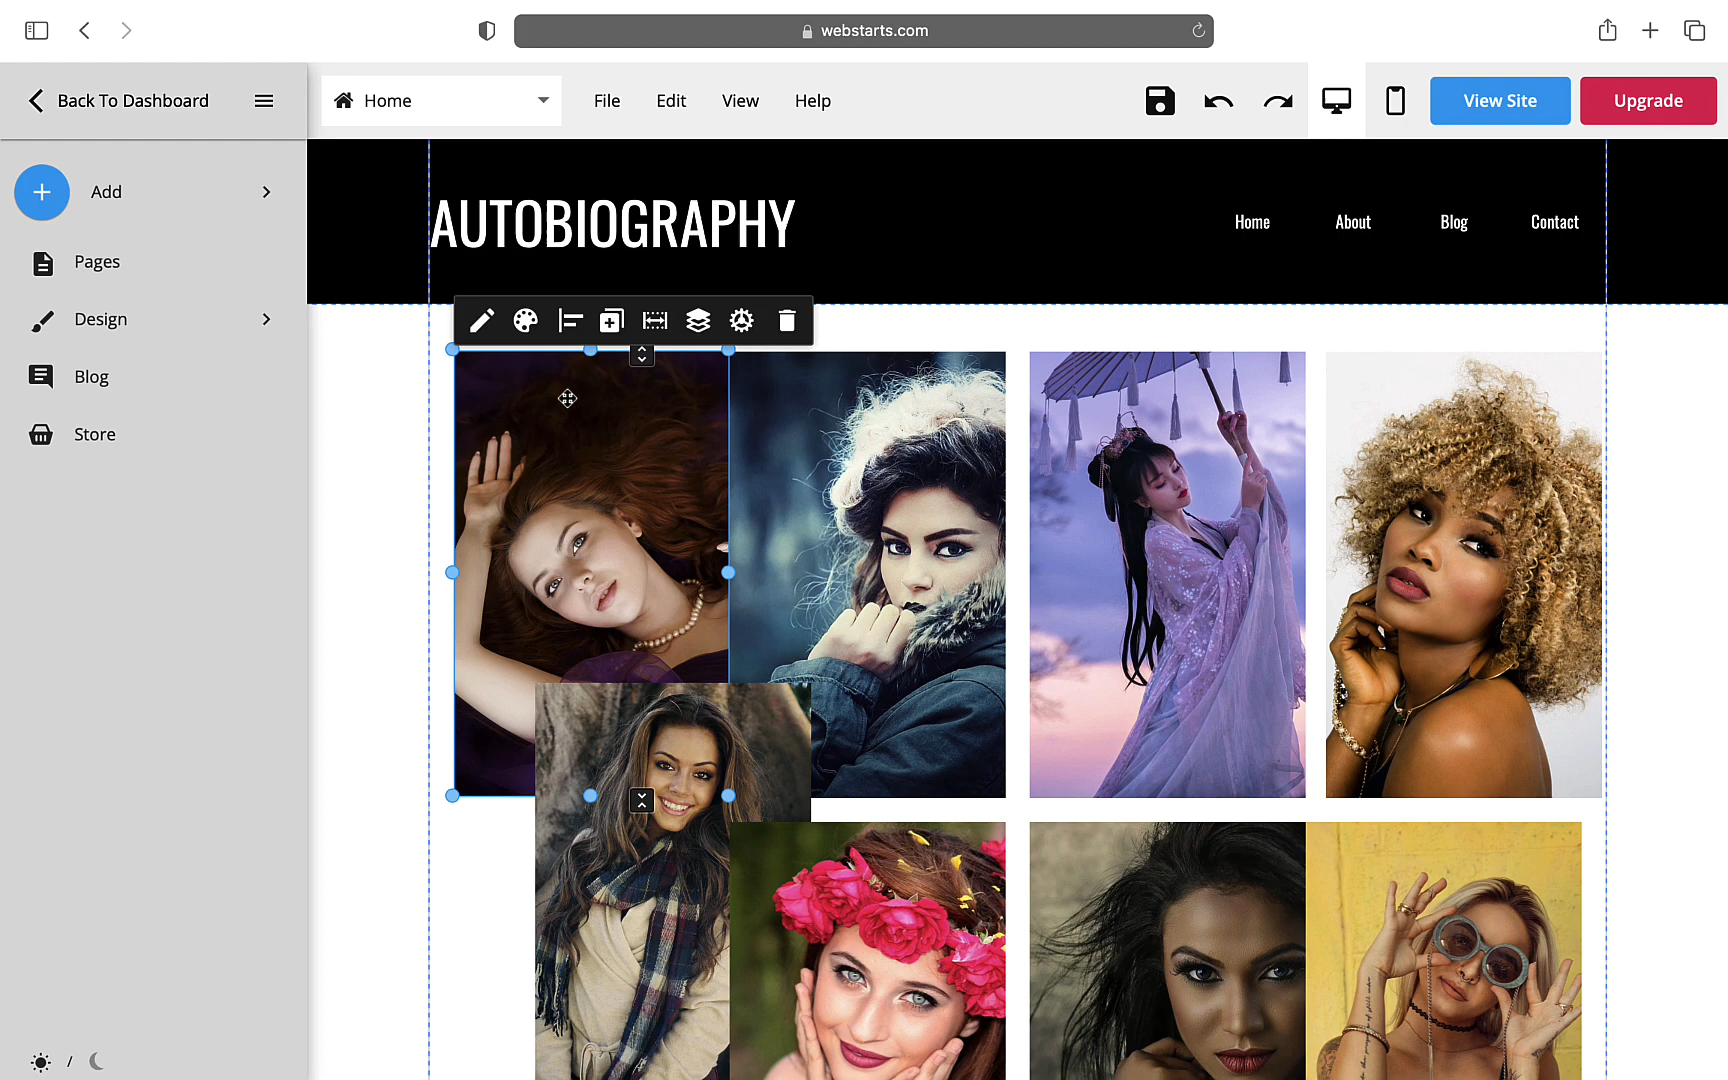 webstarts.com
Back To Dashboard
Home
File
Edit
View
Help
View Site
Upgrade
Add
Pages
Design
Blog
Store
/
AUTOBIOGRAPHY
Home
About
Blog
Contact